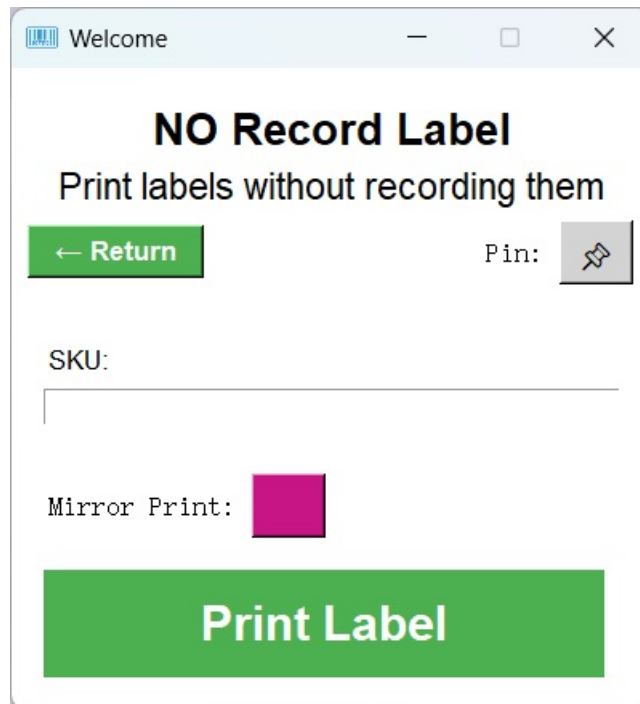 Welcome
NO Record Label
Print labels without recording them
← Return
Pin:
SKU:
Mirror Print:
Print Label